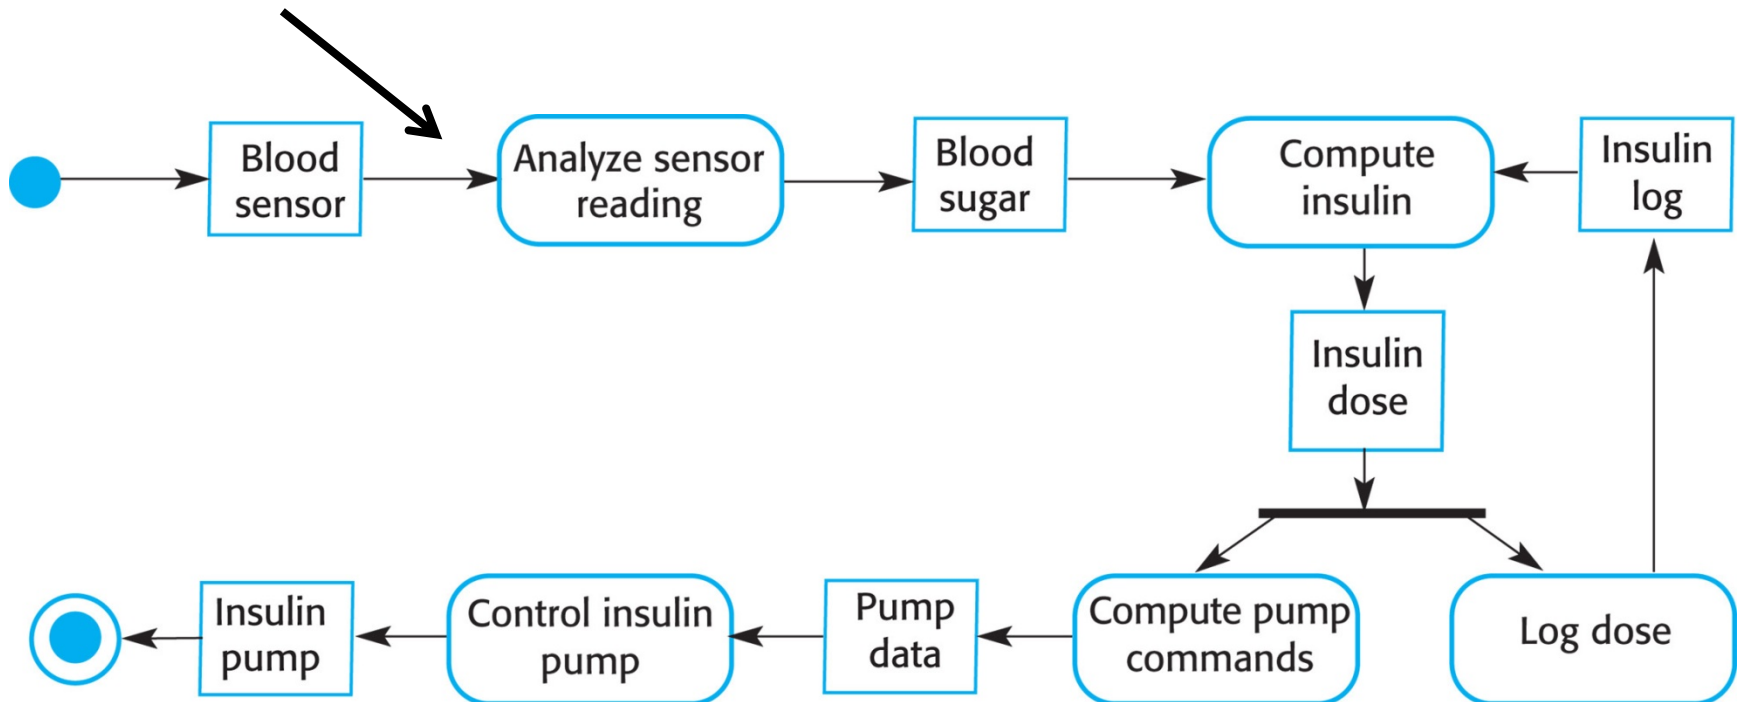 Blood
sensor
Analyze sensor
reading
Blood
sugar
Compute
insulin
Insulin
log
Insulin
dose
Insulin
pump
Control insulin
pump
Pump
data
Compute pump
commands
Log dose